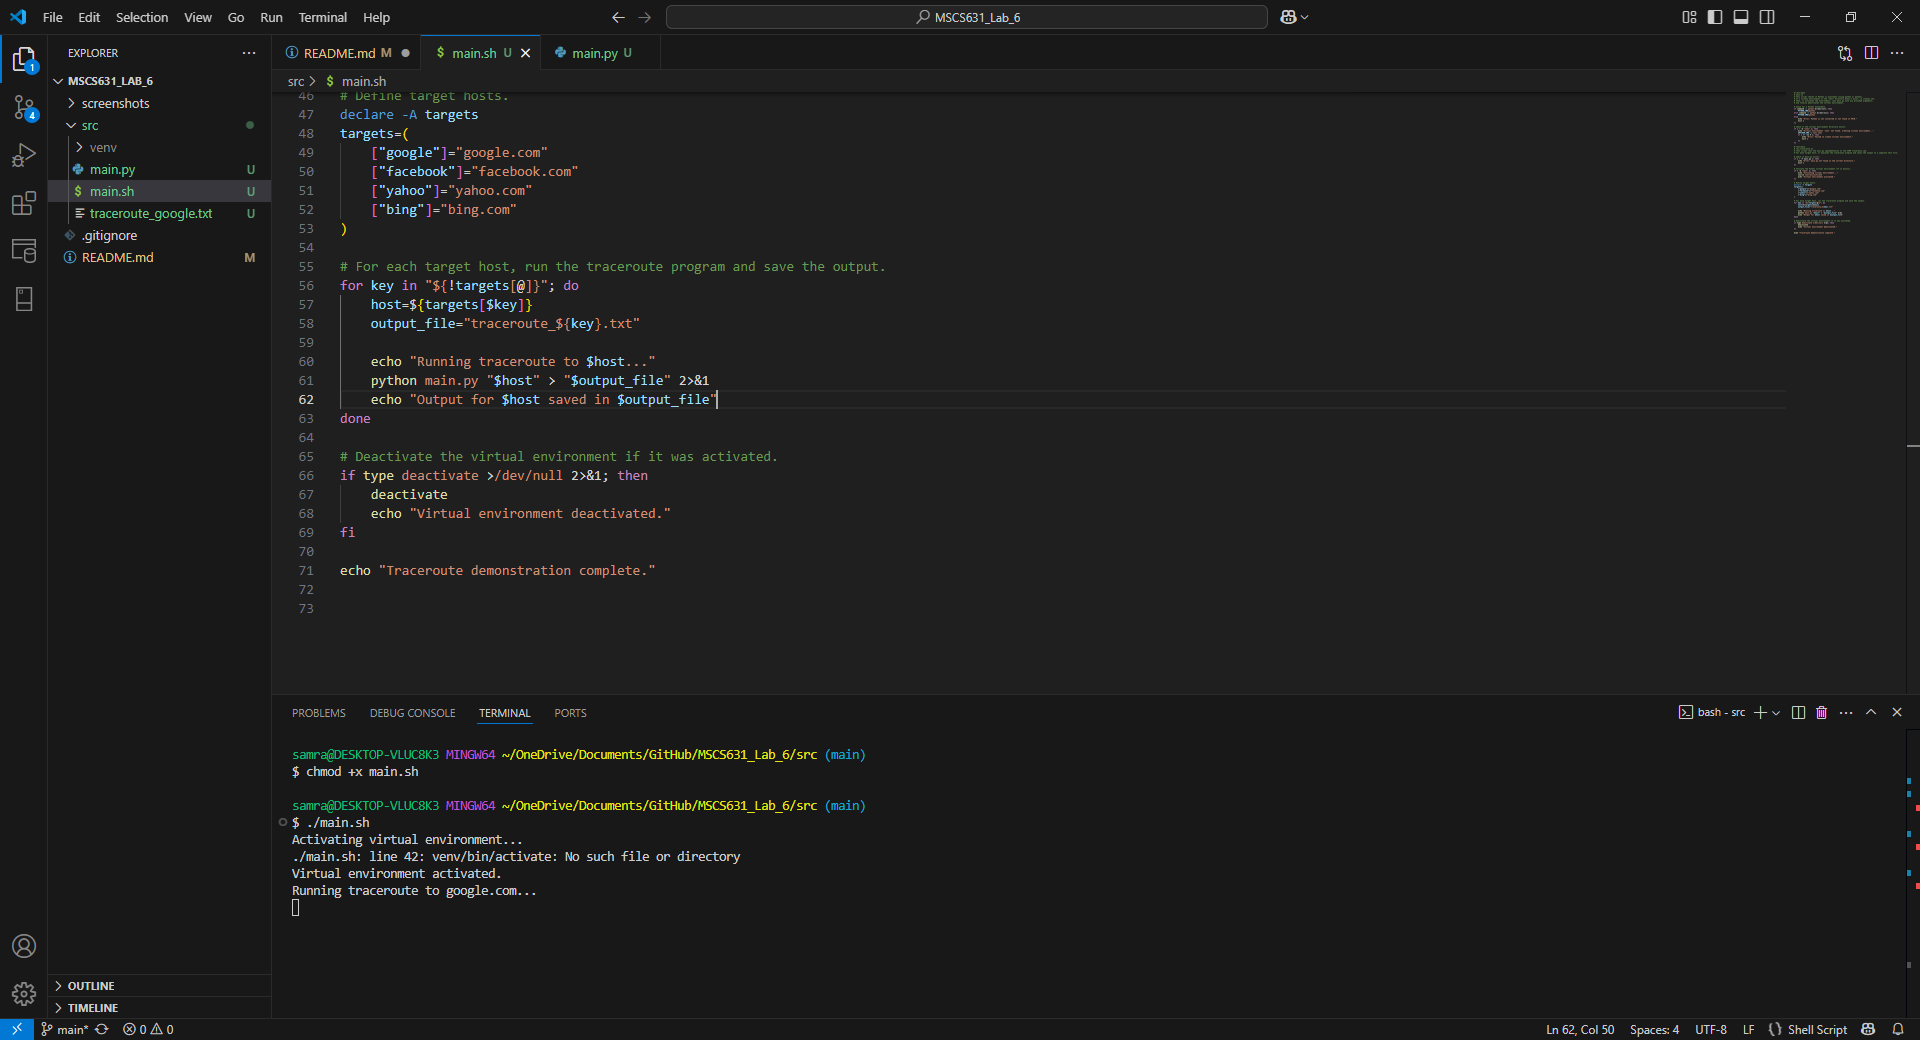 File Edit Selection View Go Run Terminal Help
MSCS631_Lab_6
EXPLORER
MSCS631_LAB_6
screenshots
src
venv
main.py U
main.sh U
traceroute_google.txt U
.gitignore
README.md M
OUTLINE
TIMELINE
1
4
README.md M
main.sh U
main.py U
src > $ main.sh
46 # Define target hosts.
47 declare -A targets
48 targets=(
49 ["google"]="google.com"
50 ["facebook"]="facebook.com"
51 ["yahoo"]="yahoo.com"
52 ["bing"]="bing.com"
53 )
54
55 # For each target host, run the traceroute program and save the output.
56 for key in "${!targets[@]}"; do
57 host=${targets[$key]}
58 output_file="traceroute_${key}.txt"
59
60 echo "Running traceroute to $host..."
61 python main.py "$host" > "$output_file" 2>&1
62 echo "Output for $host saved in $output_file"
63 done
64
65 # Deactivate the virtual environment if it was activated.
66 if type deactivate >/dev/null 2>&1; then
67 deactivate
68 echo "Virtual environment deactivated."
69 fi
70
71 echo "Traceroute demonstration complete."
72
73
PROBLEMS DEBUG CONSOLE TERMINAL PORTS
bash - src
samra@DESKTOP-VLUC8K3 MINGW64 ~/OneDrive/Documents/GitHub/MSCS631_Lab_6/src (main)
$ chmod +x main.sh
samra@DESKTOP-VLUC8K3 MINGW64 ~/OneDrive/Documents/GitHub/MSCS631_Lab_6/src (main)
$ ./main.sh
Activating virtual environment...
./main.sh: line 42: venv/bin/activate: No such file or directory
Virtual environment activated.
Running traceroute to google.com...
main* 0 0
Ln 62, Col 50 Spaces: 4 UTF-8 LF {} Shell Script